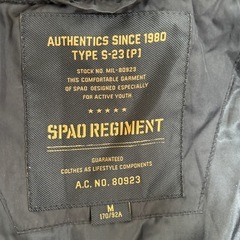 AUTHENTICS SINCE 1980
TYPE S-23 [P]
STOCK NO. MIL-80923
THIS COMFORTABLE GARMENT
OF SPAO DESIGNED ESPECIALLY
FOR ACTIVE YOUTH.
SPAO REGIMENT
GUARANTEED
COLTHES AS LIFESTYLE COMPONENTS
A.C. NO. 80923
M
170/92A